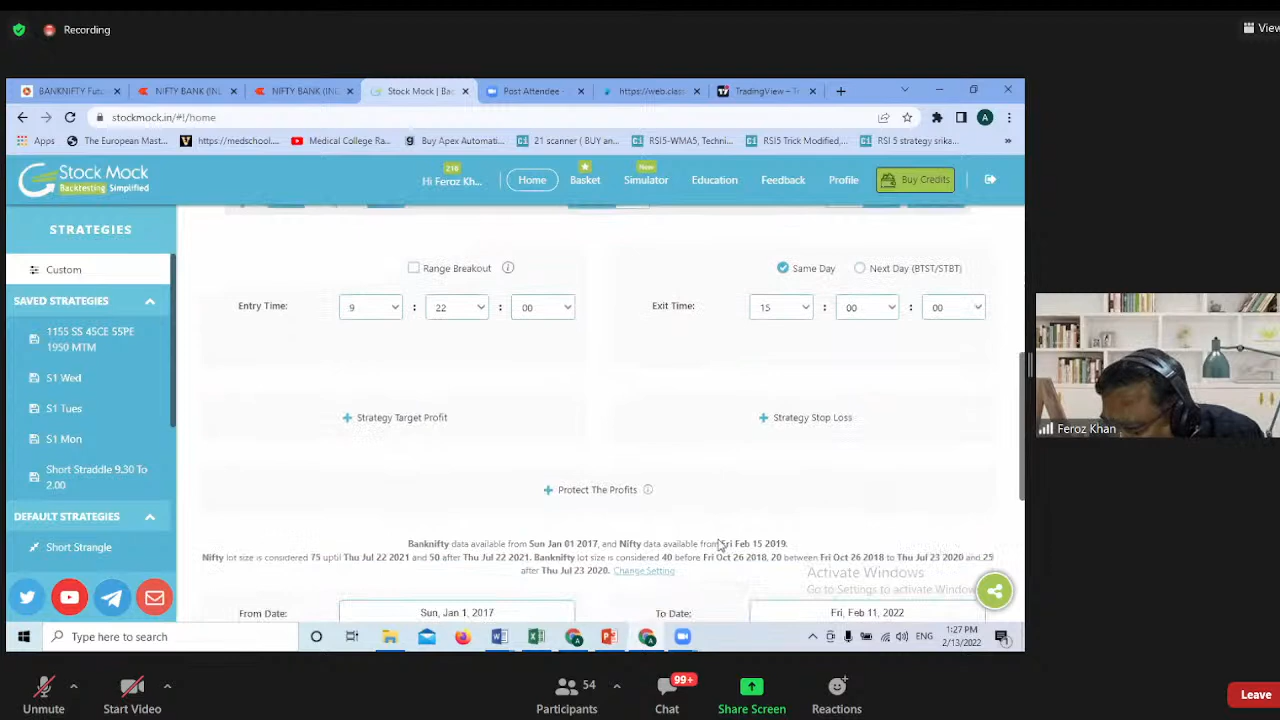 Recording
View
BANKNIFTY Futu
NIFTY BANK (INI
NIFTY BANK (IND
Stock Mock | Bac
Post Attendee -
https://web.class
TradingView – Tr
stockmock.in/#!/home
A
Apps
The European Mast...
https://medschool....
Medical College Ra...
Buy Apex Automati...
21 scanner ( BUY an...
RSI5-WMA5, Techni...
RSI5 Trick Modified,...
RSI 5 strategy srika...
Stock Mock
Backtesting Simplified
218
Hi Feroz Kh...
Home
Basket
New
Simulator
Education
Feedback
Profile
Buy Credits
STRATEGIES
Custom
SAVED STRATEGIES
1155 SS 45CE 55PE
1950 MTM
S1 Wed
S1 Tues
S1 Mon
Short Straddle 9.30 To
2.00
DEFAULT STRATEGIES
Short Strangle
Range Breakout
Same Day
Next Day (BTST/STBT)
Entry Time:
9 : 22 : 00
Exit Time:
15 : 00 : 00
+ Strategy Target Profit
+ Strategy Stop Loss
+ Protect The Profits
Banknifty data available from Sun Jan 01 2017, and Nifty data available from Fri Feb 15 2019.
Nifty lot size is considered 75 uptil Thu Jul 22 2021 and 50 after Thu Jul 22 2021. Banknifty lot size is considered 40 before Fri Oct 26 2018, 20 between Fri Oct 26 2018 to Thu Jul 23 2020 and 25
after Thu Jul 23 2020. Change Setting
Activate Windows
Go to Settings to activate Window
From Date:
Sun, Jan 1, 2017
To Date:
Fri, Feb 11, 2022
Type here to search
ENG
1:27 PM
2/13/2022
Feroz Khan
Unmute
Start Video
54
Participants
99+
Chat
Share Screen
Reactions
Leave